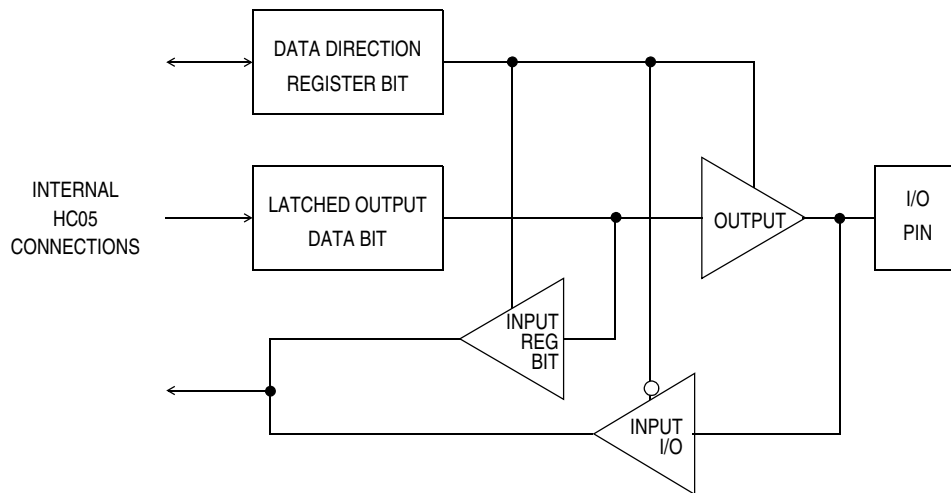 DATA DIRECTION
REGISTER BIT
INTERNAL
HC05
CONNECTIONS
LATCHED OUTPUT
DATA BIT
OUTPUT
I/O
PIN
INPUT
REG
BIT
INPUT
I/O